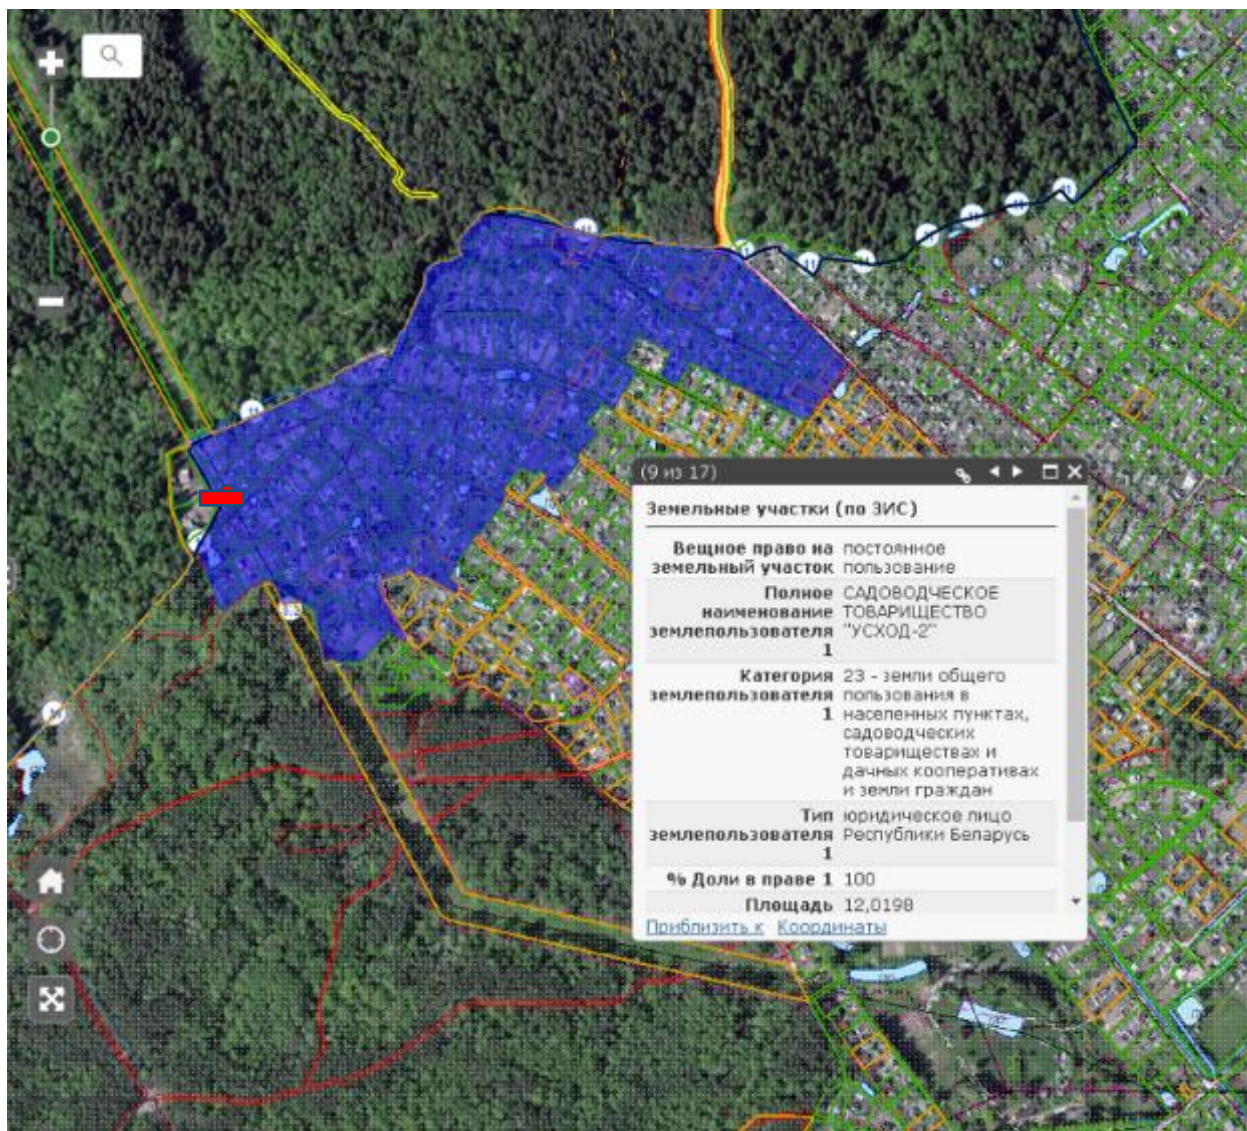 (9 из 17)
Земельные участки (по ЗИС)
Вещное право на постоянное
земельный участок пользование
Полное САДОВОДЧЕСКОЕ
наименование ТОВАРИЩЕСТВО
землепользователя "УСХОД-2"
1
Категория 23 - земли общего
землепользователя пользования в
1 населенных пунктах,
садоводческих
товариществах и
дачных кооперативах
и земли граждан
Тип юридическое лицо
землепользователя Республики Беларусь
1
% Доли в праве 1 100
Площадь 12,0198
Приблизить к Координаты